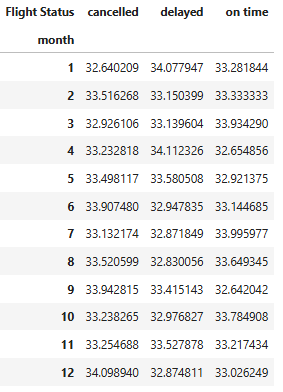 Flight Status cancelled delayed on time
month
1 32.640209 34.077947 33.281844
2 33.516268 33.150399 33.333333
3 32.926106 33.139604 33.934290
4 33.232818 34.112326 32.654856
5 33.498117 33.580508 32.921375
6 33.907480 32.947835 33.144685
7 33.132174 32.871849 33.995977
8 33.520599 32.830056 33.649345
9 33.942815 33.415143 32.642042
10 33.238265 32.976827 33.784908
11 33.254688 33.527878 33.217434
12 34.098940 32.874811 33.026249